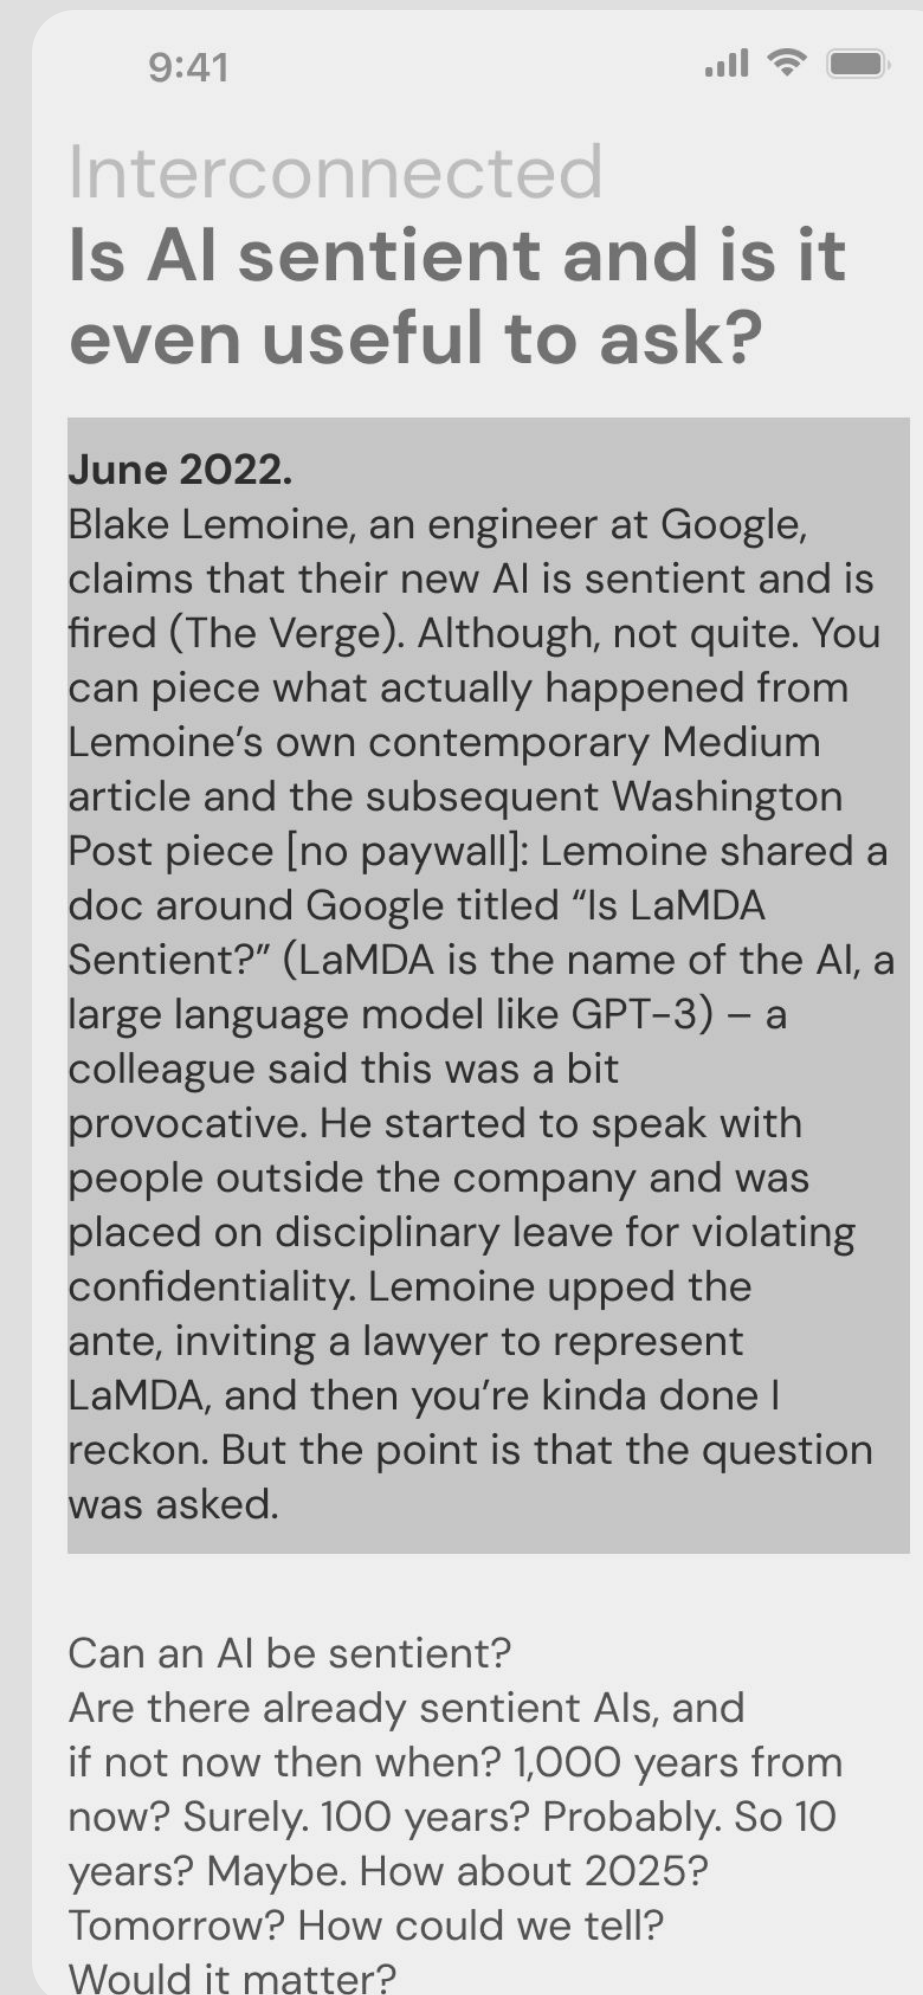 9:41
Interconnected
Is AI sentient and is it
even useful to ask?
June 2022.
Blake Lemoine, an engineer at Google,
claims that their new AI is sentient and is
fired (The Verge). Although, not quite. You
can piece what actually happened from
Lemoine’s own contemporary Medium
article and the subsequent Washington
Post piece [no paywall]: Lemoine shared a
doc around Google titled “Is LaMDA
Sentient?” (LaMDA is the name of the AI, a
large language model like GPT-3) – a
colleague said this was a bit
provocative. He started to speak with
people outside the company and was
placed on disciplinary leave for violating
confidentiality. Lemoine upped the
ante, inviting a lawyer to represent
LaMDA, and then you’re kinda done I
reckon. But the point is that the question
was asked.
Can an AI be sentient?
Are there already sentient AIs, and
if not now then when? 1,000 years from
now? Surely. 100 years? Probably. So 10
years? Maybe. How about 2025?
Tomorrow? How could we tell?
Would it matter?